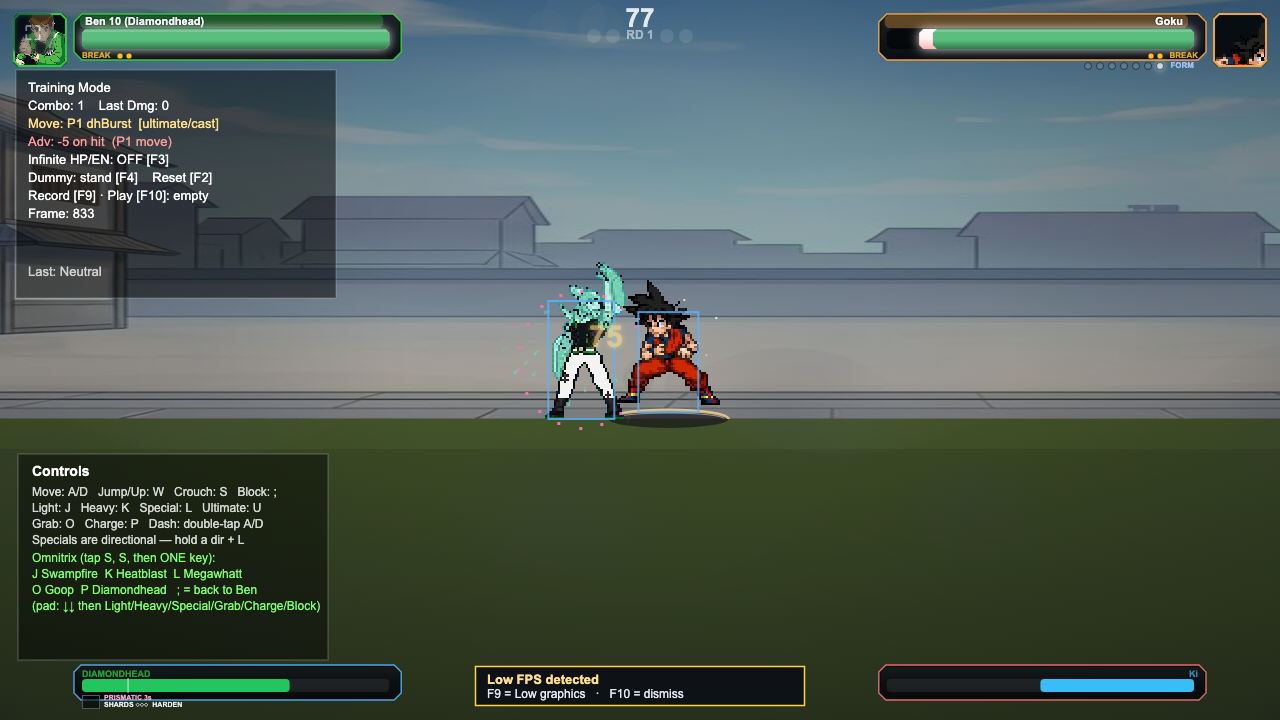 Ben 10 (Diamondhead)
BREAK
77
RD 1
Goku
BREAK
FORM
Training Mode
Combo: 1 Last Dmg: 0
Move: P1 dhBurst [ultimate/cast]
Adv: -5 on hit (P1 move)
Infinite HP/EN: OFF [F3]
Dummy: stand [F4] Reset [F2]
Record [F9] · Play [F10]: empty
Frame: 833
Last: Neutral
75
Controls
Move: A/D Jump/Up: W Crouch: S Block: ;
Light: J Heavy: K Special: L Ultimate: U
Grab: O Charge: P Dash: double-tap A/D
Specials are directional — hold a dir + L
Omnitrix (tap S, S, then ONE key):
J Swampfire K Heatblast L Megawhatt
O Goop P Diamondhead ; = back to Ben
(pad: ↓↓ then Light/Heavy/Special/Grab/Charge/Block)
DIAMONDHEAD
PRISMATIC 3s
SHARDS ◇◇◇ HARDEN
Low FPS detected
F9 = Low graphics · F10 = dismiss
Ki